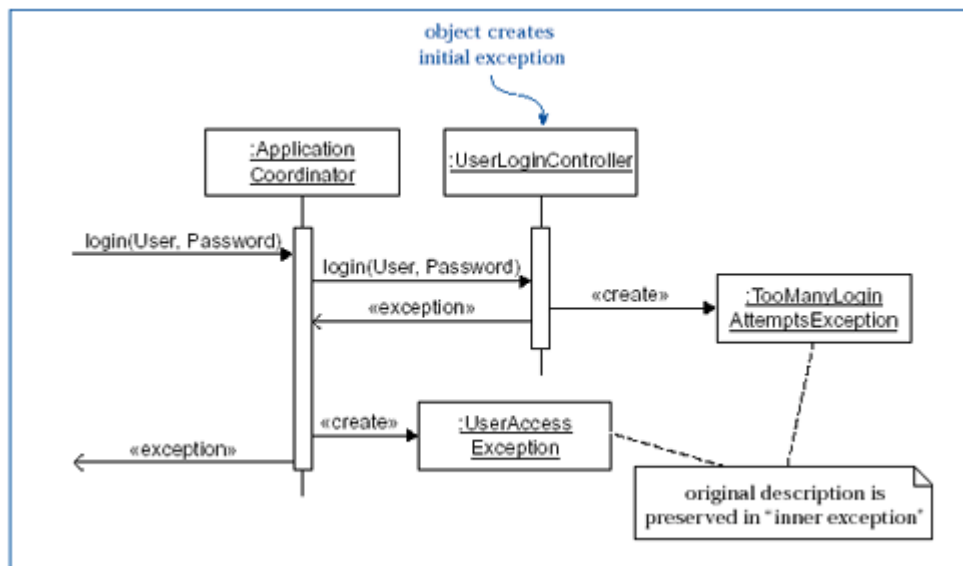 object creates
initial exception
:Application
Coordinator
:UserLoginController
login(User, Password)
login(User, Password)
«exception»
«create»
:TooManyLogin
AttemptsException
«create»
:UserAccess
Exception
«exception»
original description is
preserved in "inner exception"